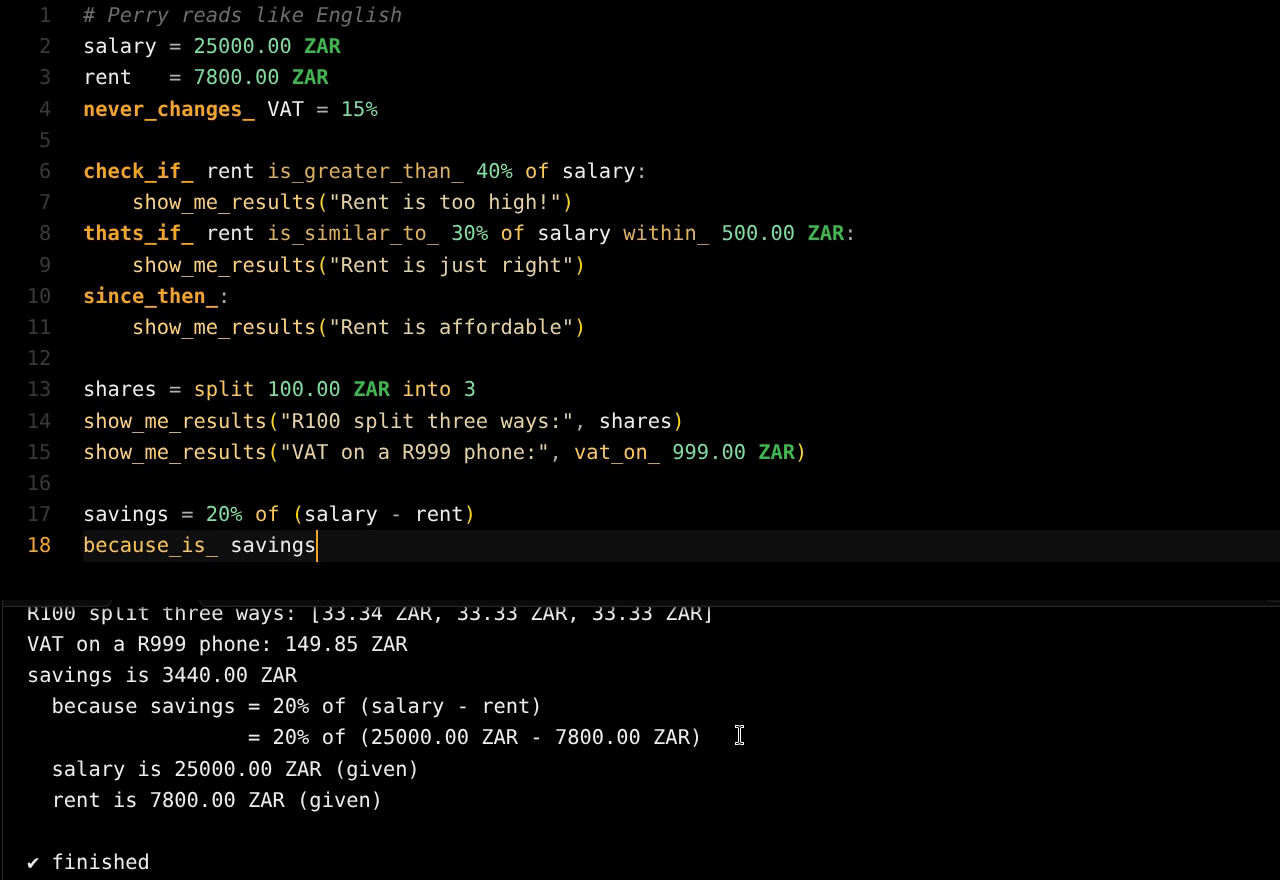 1 # Perry reads like English
2 salary = 25000.00 ZAR
3 rent   = 7800.00 ZAR
4 never_changes_ VAT = 15%
5
6 check_if_ rent is_greater_than_ 40% of salary:
7     show_me_results("Rent is too high!")
8 thats_if_ rent is_similar_to_ 30% of salary within_ 500.00 ZAR:
9     show_me_results("Rent is just right")
10 since_then_:
11     show_me_results("Rent is affordable")
12
13 shares = split 100.00 ZAR into 3
14 show_me_results("R100 split three ways:", shares)
15 show_me_results("VAT on a R999 phone:", vat_on_ 999.00 ZAR)
16
17 savings = 20% of (salary - rent)
18 because_is_ savings
R100 split three ways: [33.34 ZAR, 33.33 ZAR, 33.33 ZAR]
VAT on a R999 phone: 149.85 ZAR
savings is 3440.00 ZAR
  because savings = 20% of (salary - rent)
                  = 20% of (25000.00 ZAR - 7800.00 ZAR)
  salary is 25000.00 ZAR (given)
  rent is 7800.00 ZAR (given)
✔ finished